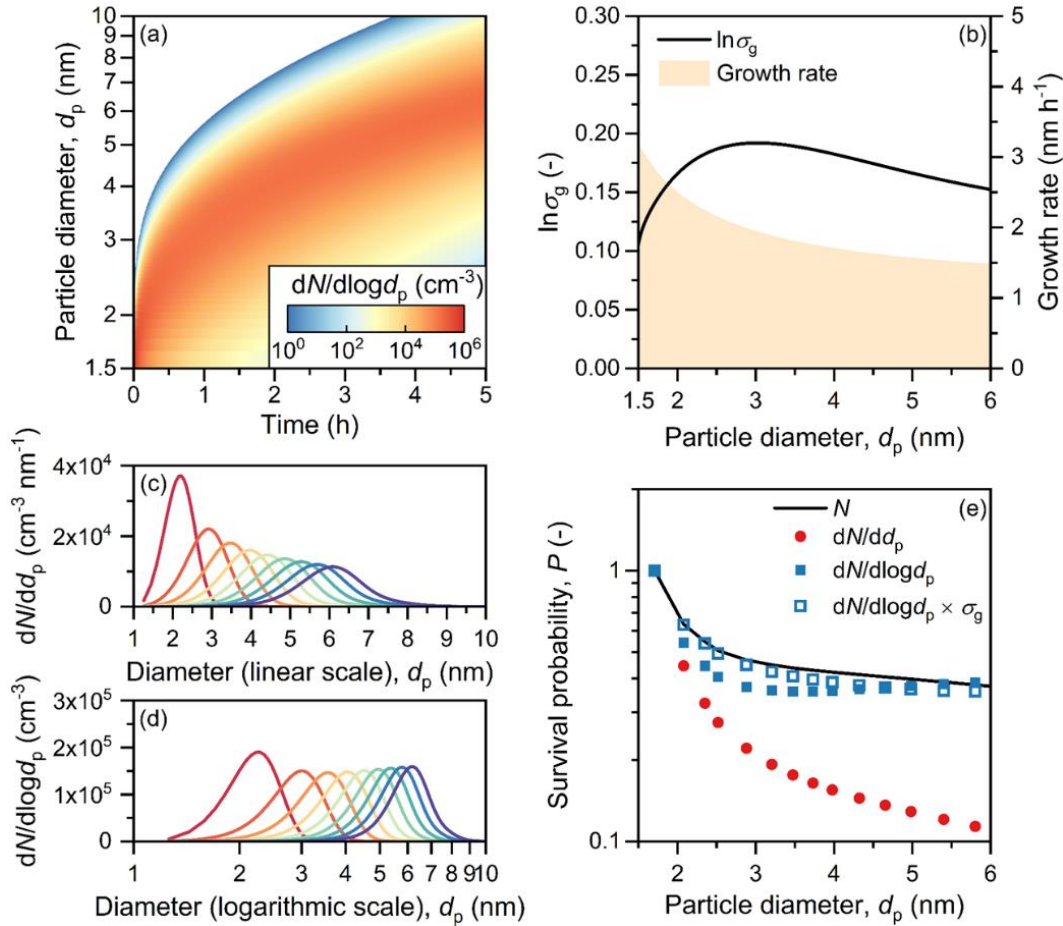 (a)
Particle diameter, dp (nm)
10
9
8
7
6
5
4
3
2
1.5
dN/dlogdp (cm-3)
10^0 10^2 10^4 10^6
0 1 2 3 4 5
Time (h)
(b)
lnσg
Growth rate
lnσg (-)
0.30
0.25
0.20
0.15
0.10
0.05
0.00
Growth rate (nm h-1)
5
4
3
2
1
0
1.5 2 3 4 5 6
Particle diameter, dp (nm)
(c)
dN/ddp (cm-3 nm-1)
4x10^4
2x10^4
0
1 2 3 4 5 6 7 8 9 10
Diameter (linear scale), dp (nm)
(d)
dN/dlogdp (cm-3)
3x10^5
2x10^5
1x10^5
0
1 2 3 4 5 6 7 8 9 10
Diameter (logarithmic scale), dp (nm)
(e)
N
dN/ddp
dN/dlogdp
dN/dlogdp × σg
Survival probability, P (-)
1
0.1
2 3 4 5 6
Particle diameter, dp (nm)